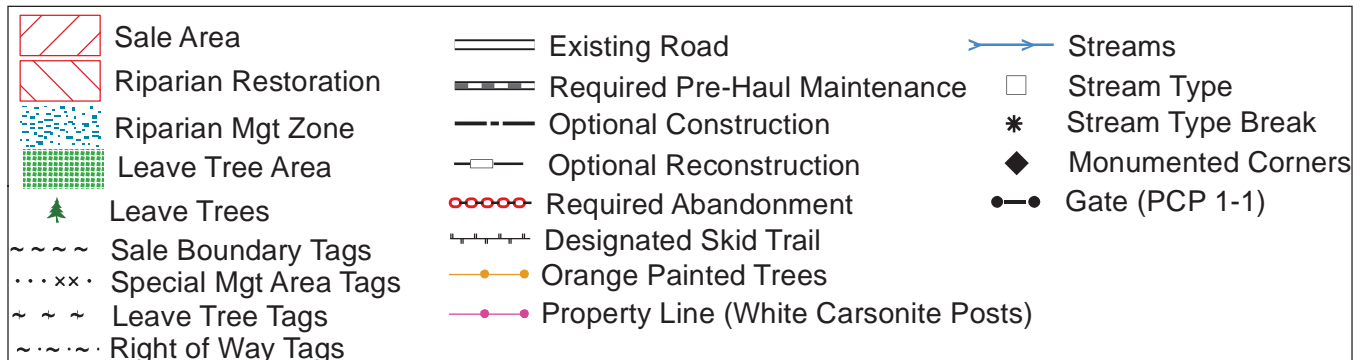 Sale Area
Riparian Restoration
Riparian Mgt Zone
Leave Tree Area
Leave Trees
Sale Boundary Tags
Special Mgt Area Tags
Leave Tree Tags
Right of Way Tags
Existing Road
Required Pre-Haul Maintenance
Optional Construction
Optional Reconstruction
Required Abandonment
Designated Skid Trail
Orange Painted Trees
Property Line (White Carsonite Posts)
Streams
Stream Type
Stream Type Break
Monumented Corners
Gate (PCP 1-1)